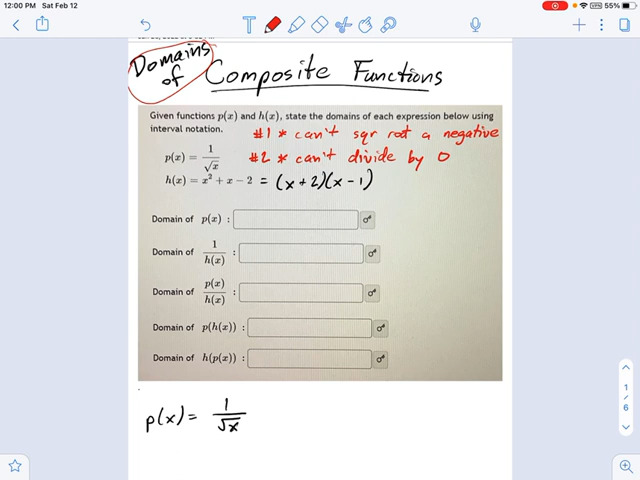 12:00 PM Sat Feb 12
55%
Domains of
Composite Functions
Given functions p(x) and h(x), state the domains of each expression below using
interval notation.
#1 * can't sqr root a negative
#2 * can't divide by 0
p(x) = 1/√x
h(x) = x² + x − 2 = (x+2)(x−1)
Domain of p(x) :
Domain of 1/h(x) :
Domain of p(x)/h(x) :
Domain of p(h(x)) :
Domain of h(p(x)) :
p(x) = 1/√x
1/6